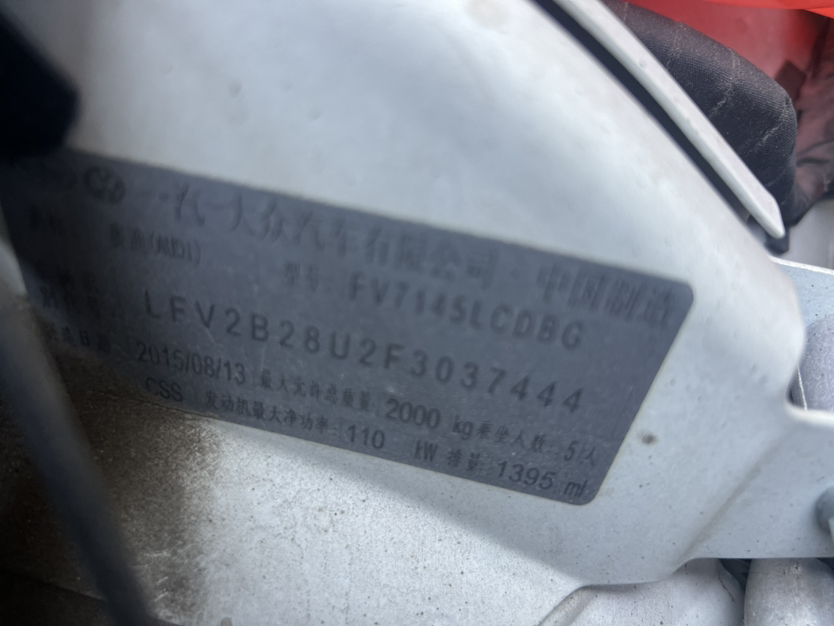 一汽-大众汽车有限公司 中国制造
奥迪(AUDI) 型号: FV7145LCDBG
LFV2B28U2F3037444
2015/08/13 最大允许总质量 2000 kg 乘坐人数: 5人
CSS 发动机最大净功率: 110 kW 排量: 1395 ml